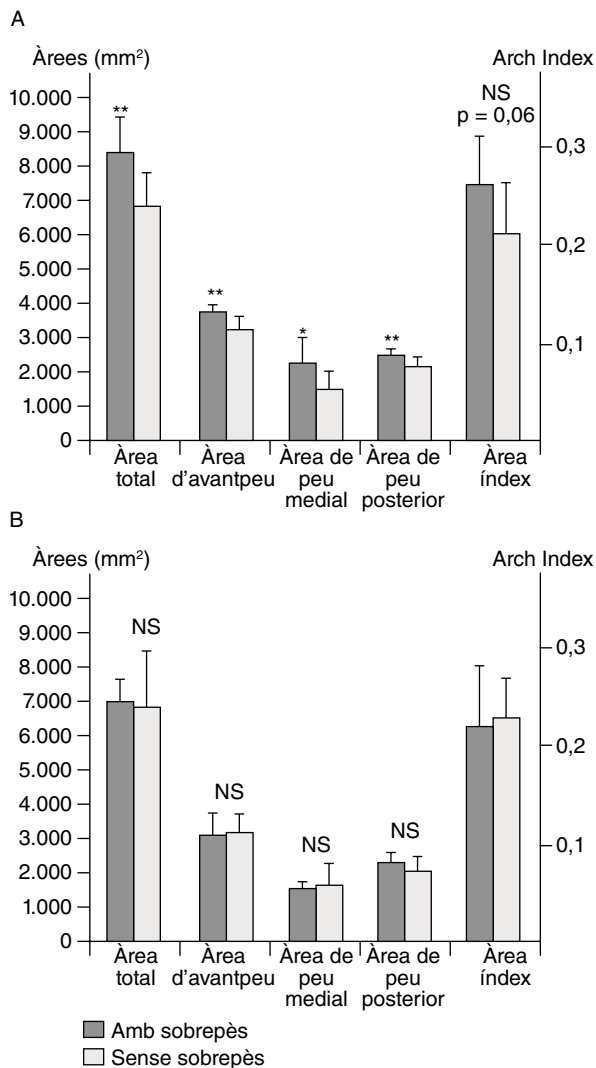 A
Àrees (mm²)
Arch Index
10.000
9.000
8.000
7.000
6.000
5.000
4.000
3.000
2.000
1.000
0
**
**
*
**
NS
p = 0,06
0,3
0,2
0,1
Àrea
total
Àrea
d'avantpeu
Àrea de
peu
medial
Àrea de
peu
posterior
Àrea
índex
B
Àrees (mm²)
Arch Index
10.000
9.000
8.000
7.000
6.000
5.000
4.000
3.000
2.000
1.000
0
NS
NS
NS
NS
0,3
0,2
0,1
Àrea
total
Àrea
d'avantpeu
Àrea de
peu
medial
Àrea de
peu
posterior
Àrea
índex
Amb sobrepès
Sense sobrepès